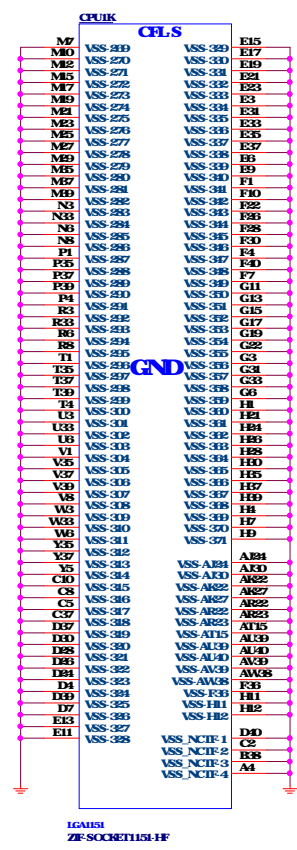 CPU1K
CFL-S
M7 VSS-269 VSS-329 E15
M10 VSS-270 VSS-330 E17
M12 VSS-271 VSS-331 E19
M15 VSS-272 VSS-332 E21
M17 VSS-273 VSS-333 E23
M19 VSS-274 VSS-334 E3
M21 VSS-275 VSS-335 E31
M23 VSS-276 VSS-336 E33
M25 VSS-277 VSS-337 E35
M27 VSS-278 VSS-338 E37
M29 VSS-279 VSS-339 E6
M35 VSS-280 VSS-340 E9
M37 VSS-281 VSS-341 F1
M39 VSS-282 VSS-342 F10
N3 VSS-283 VSS-343 F22
N33 VSS-284 VSS-344 F26
N6 VSS-285 VSS-345 F28
N8 VSS-286 VSS-346 F30
P1 VSS-287 VSS-347 F4
P35 VSS-288 VSS-348 F40
P37 VSS-289 VSS-349 F7
P39 VSS-290 VSS-350 G11
P4 VSS-291 VSS-351 G13
R3 VSS-292 VSS-352 G15
R33 VSS-293 VSS-353 G17
R6 VSS-294 VSS-354 G19
R8 VSS-295 VSS-355 G22
T1 VSS-296 VSS-356 G3
GND
T35 VSS-297 VSS-357 G31
T37 VSS-298 VSS-358 G33
T39 VSS-299 VSS-359 G6
T4 VSS-300 VSS-360 H1
U3 VSS-301 VSS-361 H21
U33 VSS-302 VSS-362 H24
U6 VSS-303 VSS-363 H26
V1 VSS-304 VSS-364 H28
V35 VSS-305 VSS-365 H30
V37 VSS-306 VSS-366 H35
V39 VSS-307 VSS-367 H37
V8 VSS-308 VSS-368 H39
W3 VSS-309 VSS-369 H4
W33 VSS-310 VSS-370 H7
W6 VSS-311 VSS-371 H9
Y35 VSS-312
Y37 VSS-313 VSS-AJ24 AJ24
Y5 VSS-314 VSS-AJ30 AJ30
C10 VSS-315 VSS-AK22 AK22
C8 VSS-316 VSS-AK27 AK27
C5 VSS-317 VSS-AR22 AR22
C37 VSS-318 VSS-AR23 AR23
D37 VSS-319 VSS-AT15 AT15
D30 VSS-320 VSS-AU39 AU39
D28 VSS-321 VSS-AU40 AU40
D26 VSS-322 VSS-AV39 AV39
D24 VSS-323 VSS-AW38 AW38
D4 VSS-324 VSS-F36 F36
D39 VSS-325 VSS-H11 H11
D7 VSS-326 VSS-H12 H12
E13 VSS-327
E11 VSS-328 VSS_NCTF-1 D40
VSS_NCTF-2 C2
VSS_NCTF-3 B38
VSS_NCTF-4 A4
LGA1151
ZIF-SOCKET1151-HF